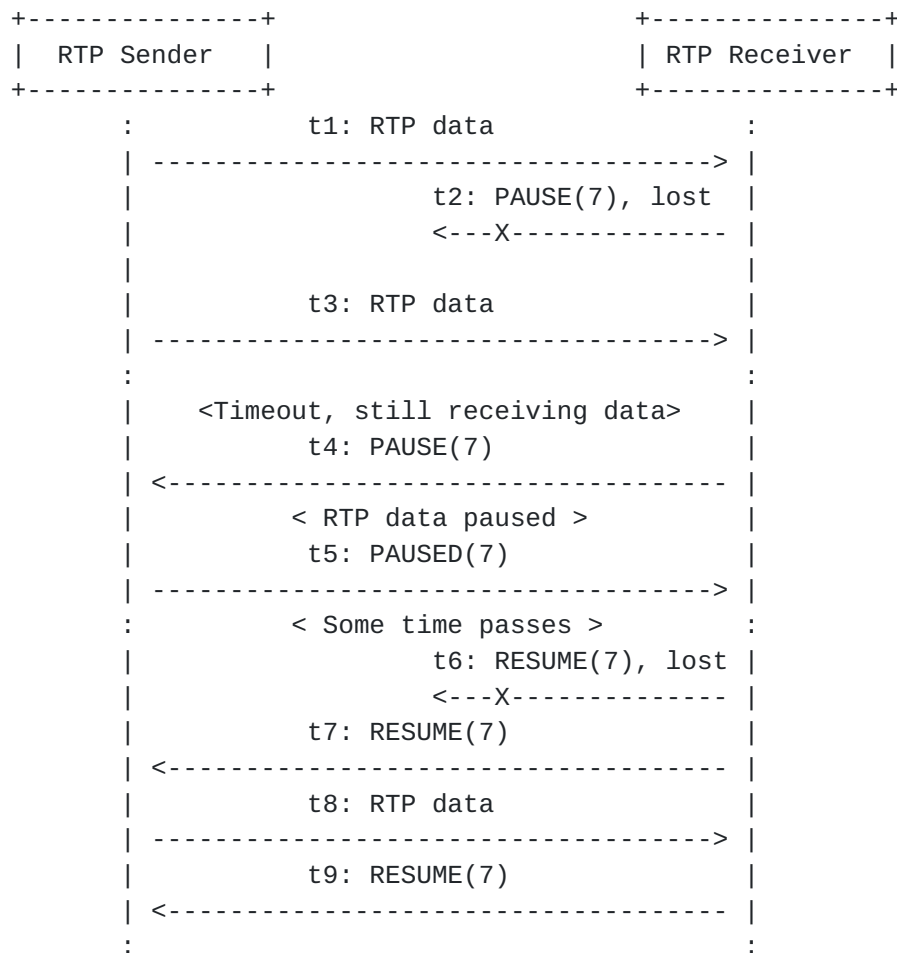 +---------------+                       +---------------+
|  RTP Sender   |                       | RTP Receiver  |
+---------------+                       +---------------+
       :           t1: RTP data                :
       | ------------------------------------> |
       |                   t2: PAUSE(7), lost  |
       |                   <---X-------------- |
       |                                       |
       |           t3: RTP data                |
       | ------------------------------------> |
       :                                       :
       |    <Timeout, still receiving data>    |
       |           t4: PAUSE(7)                |
       | <------------------------------------ |
       |          < RTP data paused >          |
       |           t5: PAUSED(7)               |
       | ------------------------------------> |
       :          < Some time passes >         :
       |                   t6: RESUME(7), lost |
       |                   <---X-------------- |
       |           t7: RESUME(7)               |
       | <------------------------------------ |
       |           t8: RTP data                |
       | ------------------------------------> |
       |           t9: RESUME(7)               |
       | <------------------------------------ |
       :                                       :